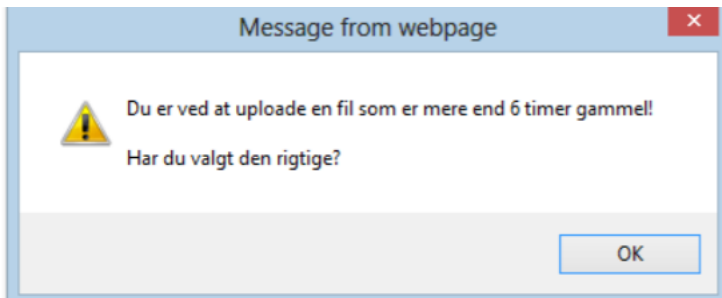 Message from webpage
Du er ved at uploade en fil som er mere end 6 timer gammel!
Har du valgt den rigtige?
OK